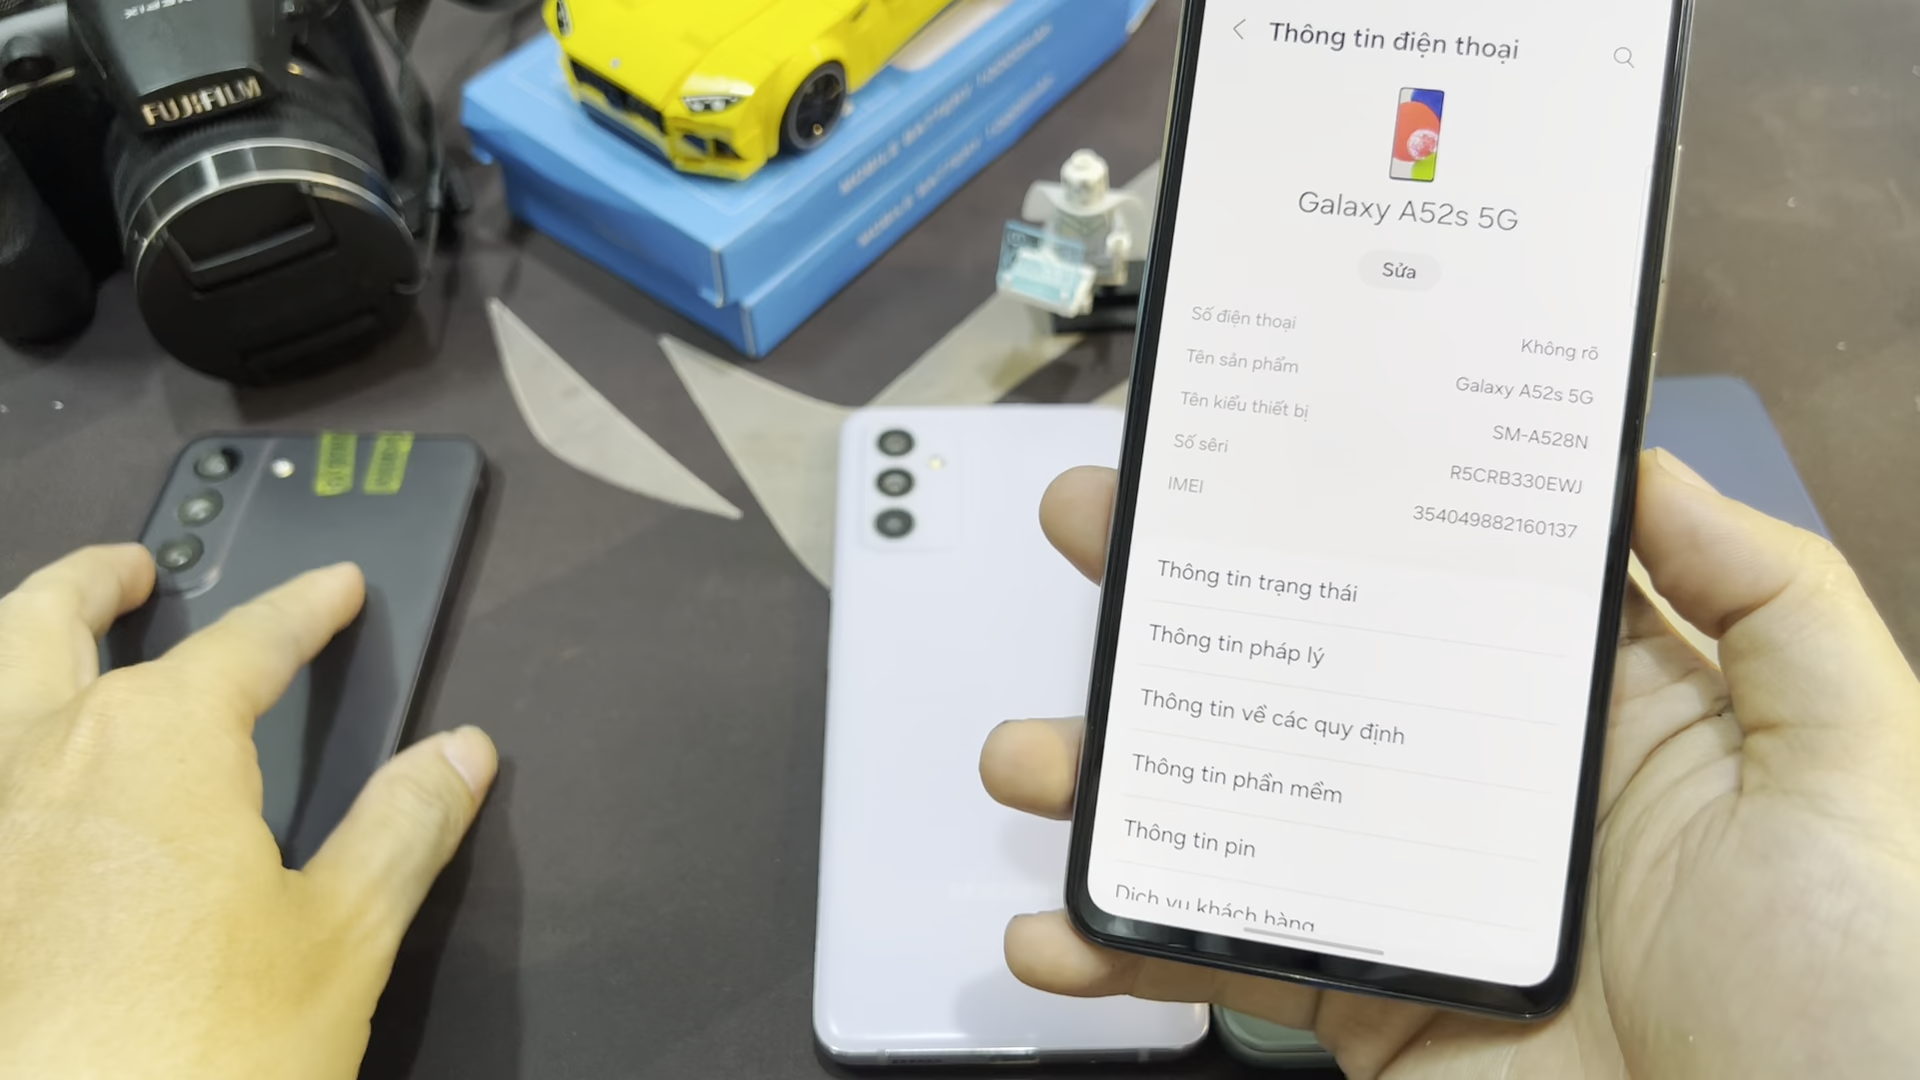 FUJIFILM
Thông tin điện thoại
Galaxy A52s 5G
Sửa
Số điện thoại
Không rõ
Tên sản phẩm
Galaxy A52s 5G
Tên kiểu thiết bị
SM-A528N
Số sêri
R5CRB330EWJ
IMEI
354049882160137
Thông tin trạng thái
Thông tin pháp lý
Thông tin về các quy định
Thông tin phần mềm
Thông tin pin
Dịch vụ khách hàng